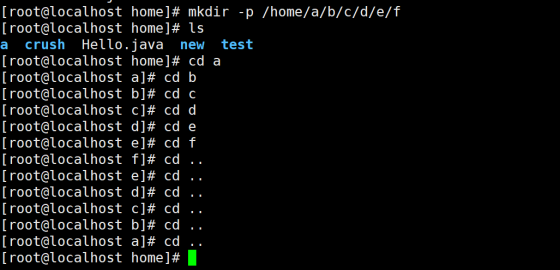 [root@localhost home]# mkdir -p /home/a/b/c/d/e/f
[root@localhost home]# ls
a  crush  Hello.java  new  test
[root@localhost home]# cd a
[root@localhost a]# cd b
[root@localhost b]# cd c
[root@localhost c]# cd d
[root@localhost d]# cd e
[root@localhost e]# cd f
[root@localhost f]# cd ..
[root@localhost e]# cd ..
[root@localhost d]# cd ..
[root@localhost c]# cd ..
[root@localhost b]# cd ..
[root@localhost a]# cd ..
[root@localhost home]#